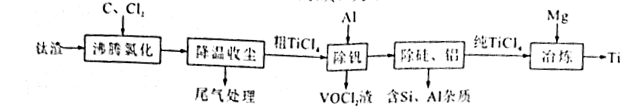 C、Cl₂ Al Mg
钛渣 沸腾氯化 降温收尘 粗TiCl₄ 除钒 除硅、铝 纯TiCl₄ 冶炼 Ti
尾气处理 VOCl₂渣 含Si、Al杂质